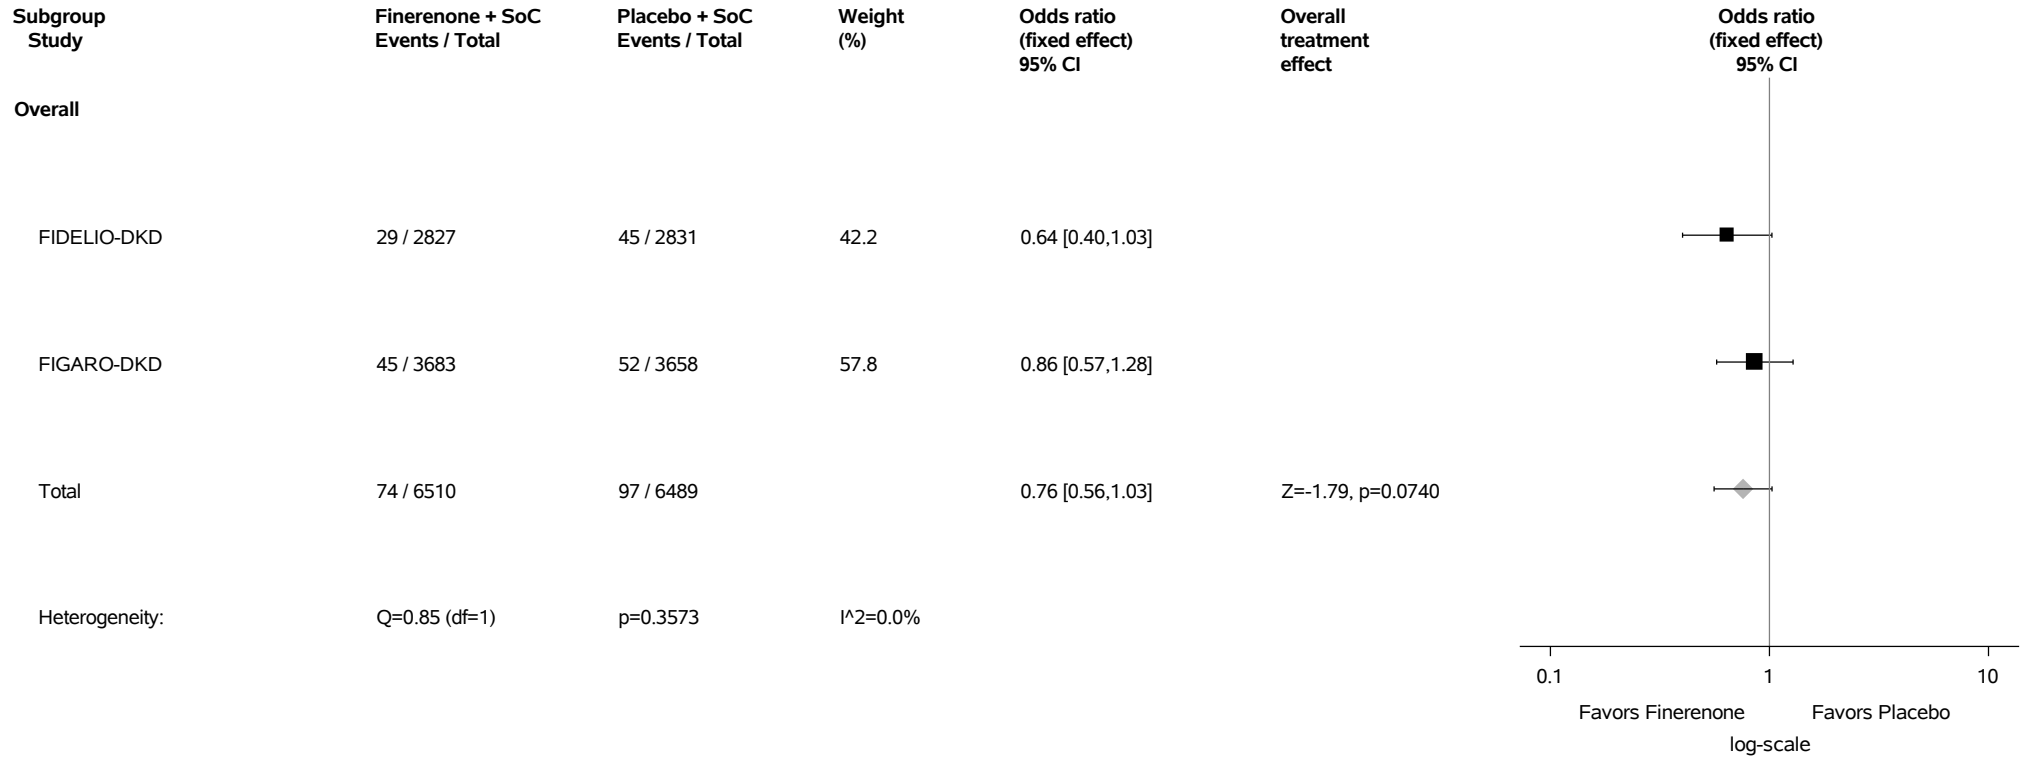 Subgroup Finerenone + SoC Placebo + SoC Weight Odds ratio Overall Odds ratio
Study Events / Total Events / Total (%) (fixed effect) treatment (fixed effect)
95% CI effect 95% CI
Overall
FIDELIO-DKD 29 / 2827 45 / 2831 42.2 0.64 [0.40,1.03]
FIGARO-DKD 45 / 3683 52 / 3658 57.8 0.86 [0.57,1.28]
Total 74 / 6510 97 / 6489 0.76 [0.56,1.03] Z=-1.79, p=0.0740
Heterogeneity: Q=0.85 (df=1) p=0.3573 I^2=0.0%
0.1 1 10
Favors Finerenone Favors Placebo
log-scale